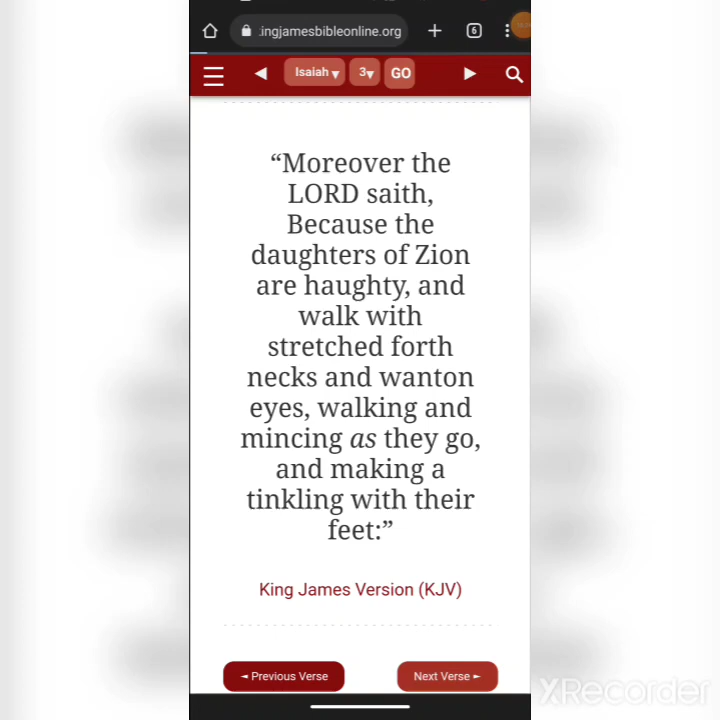 .ingjamesbibleonline.org
6
Isaiah
3
GO
“Moreover the
LORD saith,
Because the
daughters of Zion
are haughty, and
walk with
stretched forth
necks and wanton
eyes, walking and
mincing as they go,
and making a
tinkling with their
feet:”
King James Version (KJV)
Previous Verse
Next Verse
XRecorder